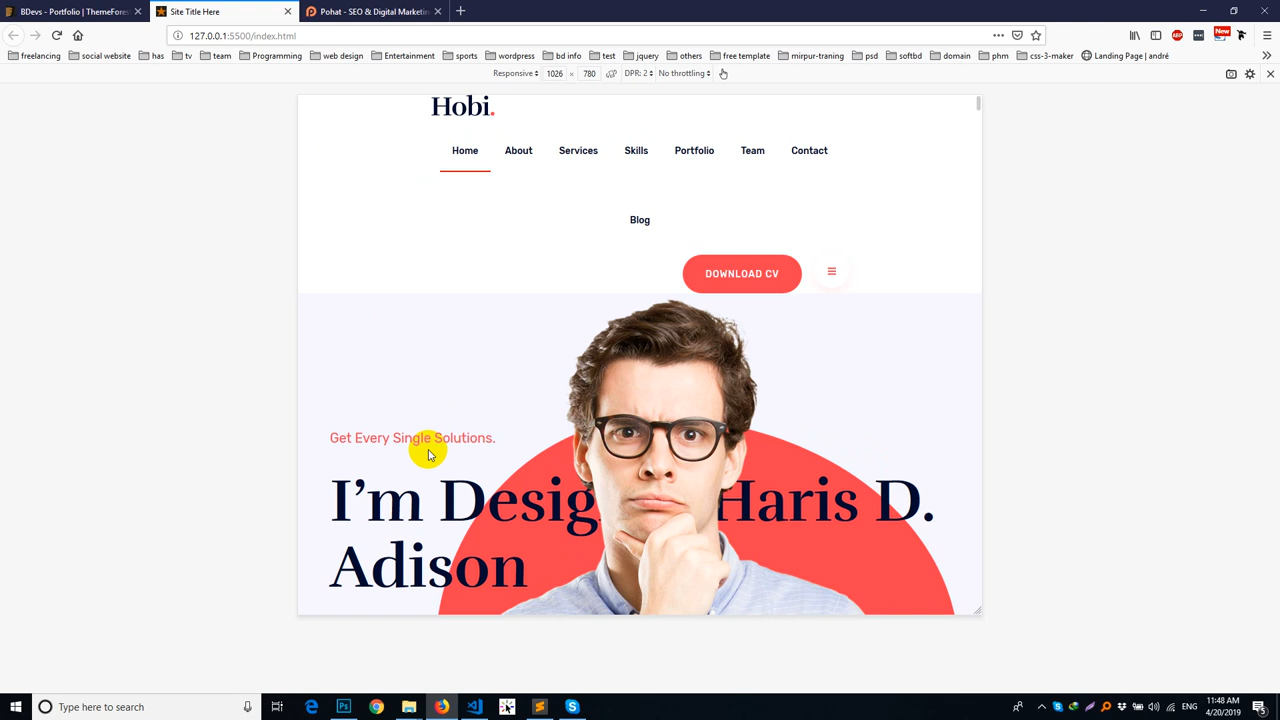 BDevs - Portfolio | ThemeFores
Site Title Here
Pohat - SEO & Digital Marketin
127.0.0.1:5500/index.html
freelancing social website has tv team Programming web design Entertainment sports wordpress bd info test jquery others free template mirpur-traning psd softbd domain phm css-3-maker Landing Page | andré
New
ABP
Responsive 1026 × 780 DPR: 2 No throttling
Hobi.
Home About Services Skills Portfolio Team Contact
Blog
DOWNLOAD CV
Get Every Single Solutions.
I'm Desig Haris D.
Adison
Type here to search
ENG
11:48 AM
4/20/2019
5